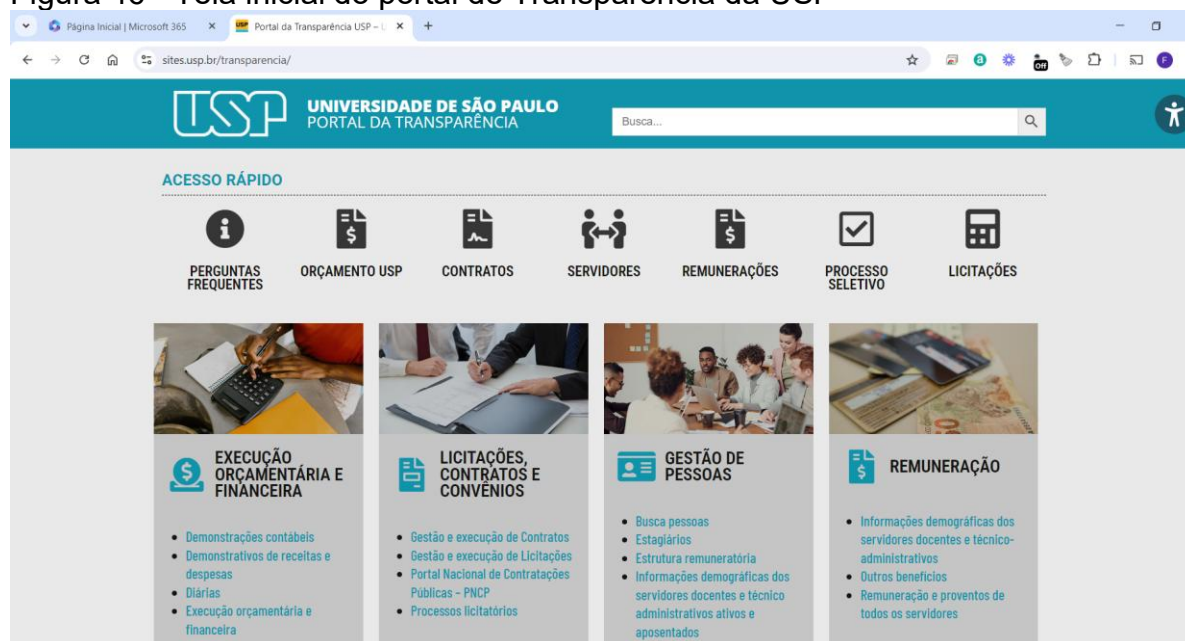 Figura 40 - Tela inicial do portal de Transparência da USP
Página Inicial | Microsoft 365
Portal da Transparência USP –
sites.usp.br/transparencia/
Off
F
USP
UNIVERSIDADE DE SÃO PAULO
PORTAL DA TRANSPARÊNCIA
Busca...
ACESSO RÁPIDO
PERGUNTAS
FREQUENTES
ORÇAMENTO USP
CONTRATOS
SERVIDORES
REMUNERAÇÕES
PROCESSO
SELETIVO
LICITAÇÕES
EXECUÇÃO
ORÇAMENTÁRIA E
FINANCEIRA
Demonstrações contábeis
Demonstrativos de receitas e
despesas
Diárias
Execução orçamentária e
financeira
LICITAÇÕES,
CONTRATOS E
CONVÊNIOS
Gestão e execução de Contratos
Gestão e execução de Licitações
Portal Nacional de Contratações
Públicas – PNCP
Processos licitatórios
GESTÃO DE
PESSOAS
Busca pessoas
Estagiários
Estrutura remuneratória
Informações demográficas dos
servidores docentes e técnico
administrativos ativos e
aposentados
REMUNERAÇÃO
Informações demográficas dos
servidores docentes e técnico-
administrativos
Outros benefícios
Remuneração e proventos de
todos os servidores